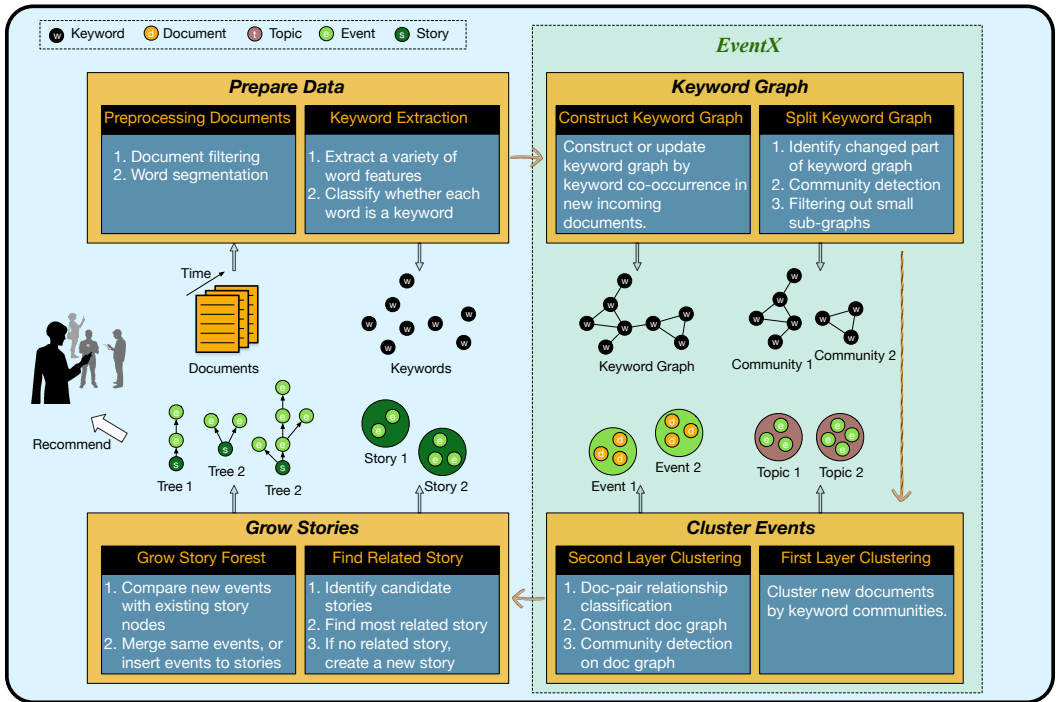 w Keyword d Document t Topic e Event s Story
EventX
Prepare Data
Preprocessing Documents
1. Document filtering
2. Word segmentation
Keyword Extraction
1. Extract a variety of
word features
2. Classify whether each
word is a keyword
Keyword Graph
Construct Keyword Graph
Construct or update
keyword graph by
keyword co-occurrence in
new incoming
documents.
Split Keyword Graph
1. Identify changed part
of keyword graph
2. Community detection
3. Filtering out small
sub-graphs
Time
Documents
w
w
w
w
w
w
w
w
Keywords
w
w
w
w
w
w
w
w
Keyword Graph
w
w
w
w
w
Community 1
w
w
w
Community 2
Recommend
e
e
s
Tree 1
e
e
s
Tree 2
e
e
e
e
e
s
Tree 2
e
e
Story 1
e
e
e
Story 2
d
d
d
Event 1
d
d
d
d
Event 2
e
e
e
Topic 1
e
e
e
e
Topic 2
Grow Stories
Grow Story Forest
1. Compare new events
with existing story
nodes
2. Merge same events, or
insert events to stories
Find Related Story
1. Identify candidate
stories
2. Find most related story
3. If no related story,
create a new story
Cluster Events
Second Layer Clustering
1. Doc-pair relationship
classification
2. Construct doc graph
3. Community detection
on doc graph
First Layer Clustering
Cluster new documents
by keyword communities.